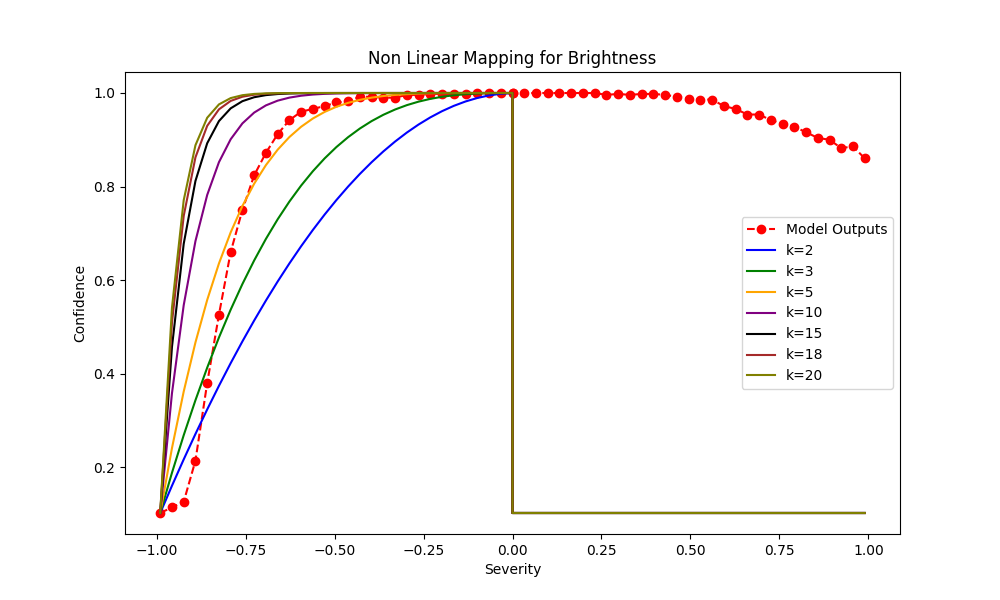 Non Linear Mapping for Brightness
Confidence
1.0
0.8
0.6
0.4
0.2
Model Outputs
k=2
k=3
k=5
k=10
k=15
k=18
k=20
−1.00 −0.75 −0.50 −0.25 0.00 0.25 0.50 0.75 1.00
Severity